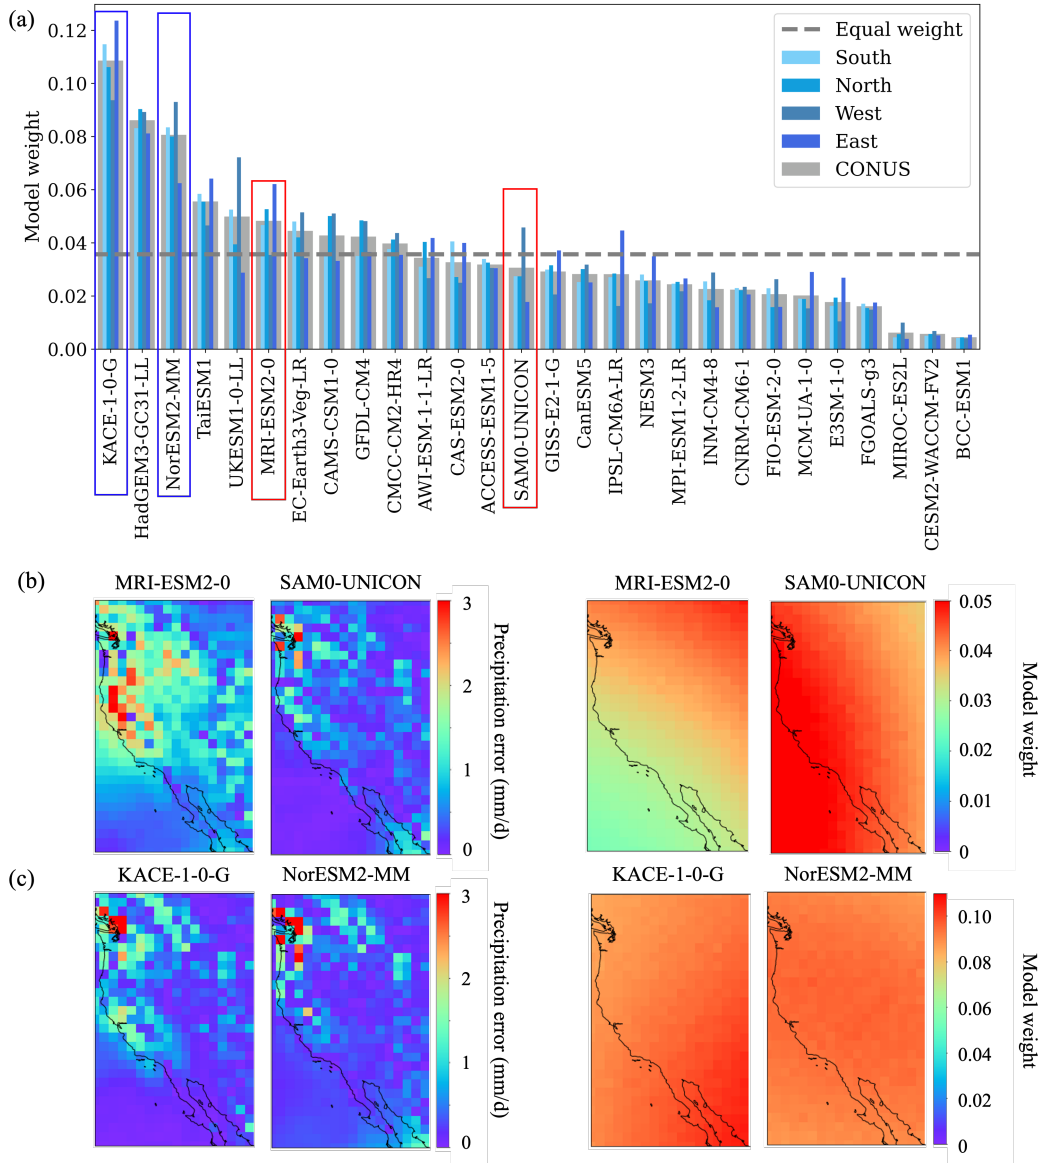 (a)
0.12
0.10
0.08
0.06
0.04
0.02
0.00
Model weight
Equal weight
South
North
West
East
CONUS
KACE-1-0-G
HadGEM3-GC31-LL
NorESM2-MM
TaiESM1
UKESM1-0-LL
MRI-ESM2-0
EC-Earth3-Veg-LR
CAMS-CSM1-0
GFDL-CM4
CMCC-CM2-HR4
AWI-ESM-1-1-LR
CAS-ESM2-0
ACCESS-ESM1-5
SAM0-UNICON
GISS-E2-1-G
CanESM5
IPSL-CM6A-LR
NESM3
MPI-ESM1-2-LR
INM-CM4-8
CNRM-CM6-1
FIO-ESM-2-0
MCM-UA-1-0
E3SM-1-0
FGOALS-g3
MIROC-ES2L
CESM2-WACCM-FV2
BCC-ESM1
(b)
MRI-ESM2-0 SAM0-UNICON
3
2
1
0
Precipitation error (mm/d)
MRI-ESM2-0 SAM0-UNICON
0.05
0.04
0.03
0.02
0.01
0
Model weight
(c)
KACE-1-0-G NorESM2-MM
3
2
1
0
Precipitation error (mm/d)
KACE-1-0-G NorESM2-MM
0.10
0.08
0.06
0.04
0.02
0
Model weight